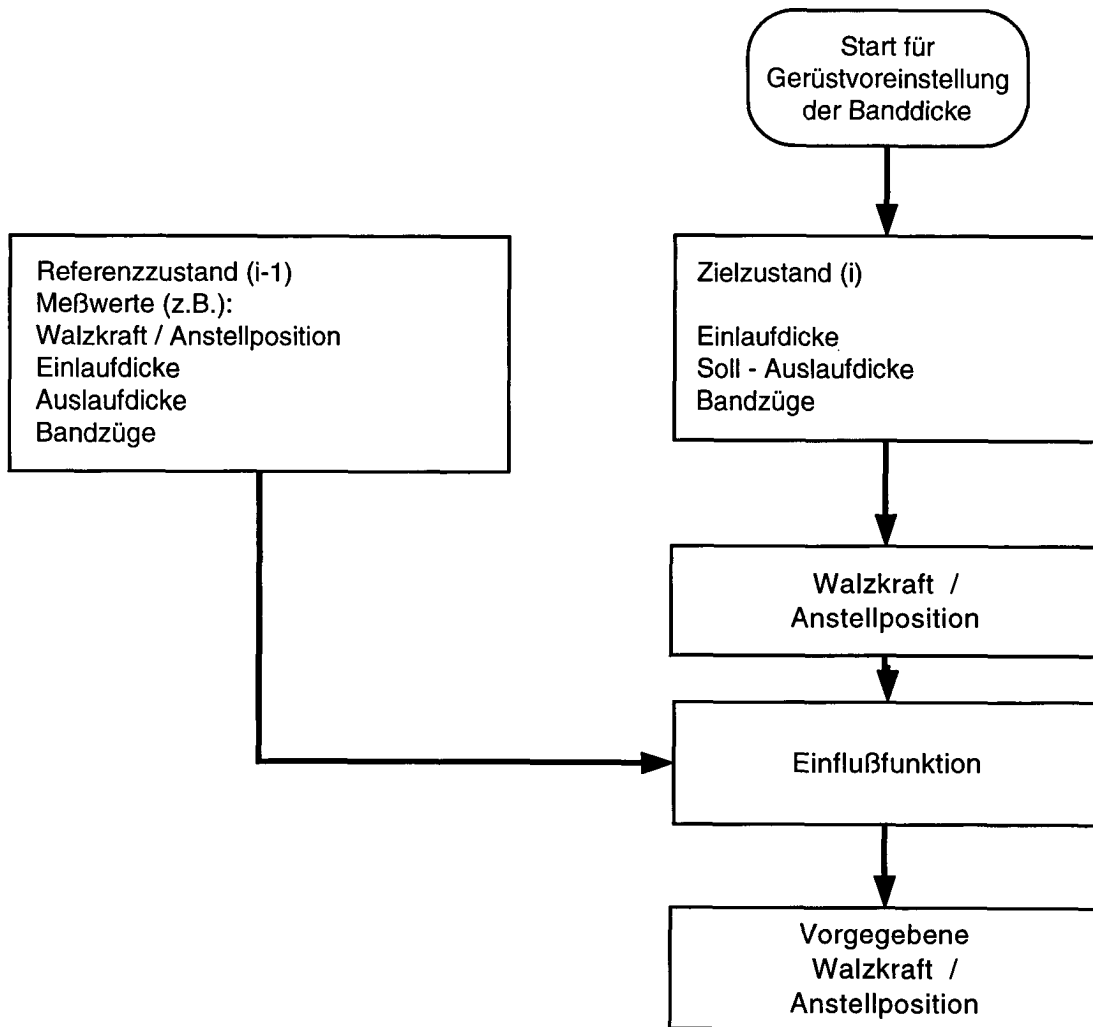 Start für
Gerüstvoreinstellung
der Banddicke
Referenzzustand (i-1)
Meßwerte (z.B.):
Walzkraft / Anstellposition
Einlaufdicke
Auslaufdicke
Bandzüge
Zielzustand (i)
Einlaufdicke
Soll - Auslaufdicke
Bandzüge
Walzkraft /
Anstellposition
Einflußfunktion
Vorgegebene
Walzkraft /
Anstellposition